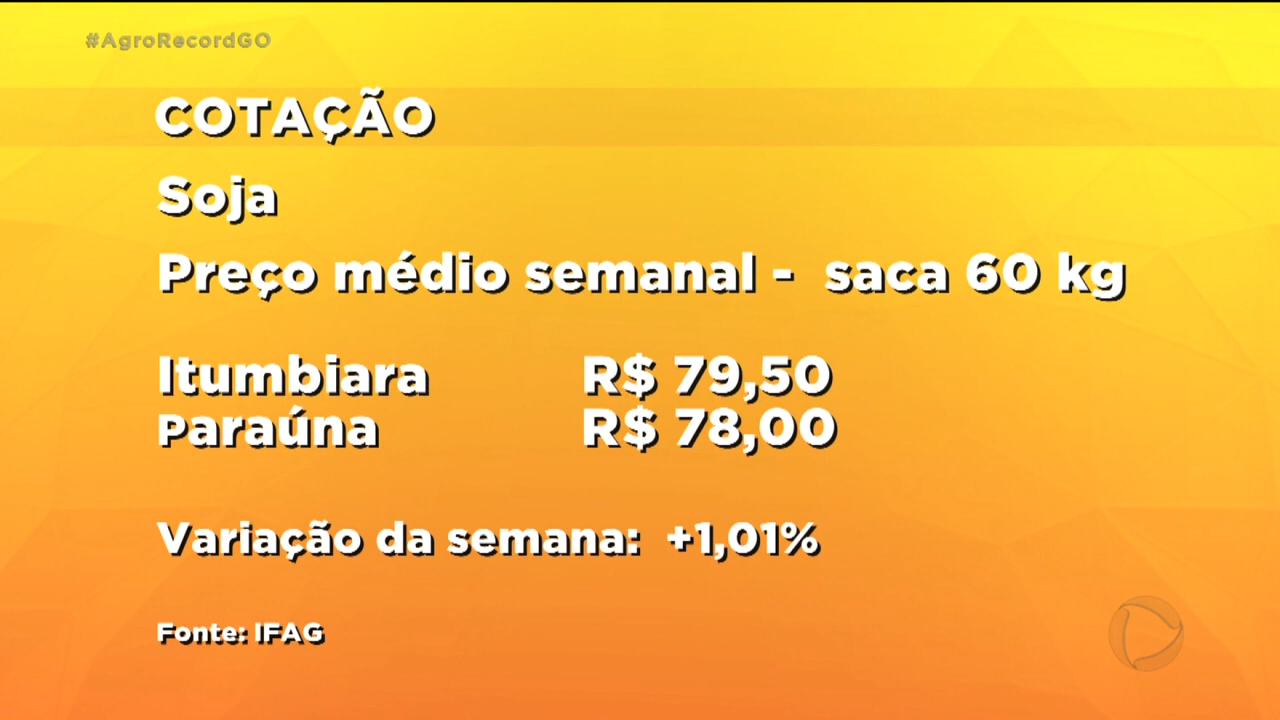 #AgroRecordGO
COTAÇÃO
Soja
Preço médio semanal - saca 60 kg
Itumbiara R$ 79,50
Paraúna R$ 78,00
Variação da semana: +1,01%
Fonte: IFAG